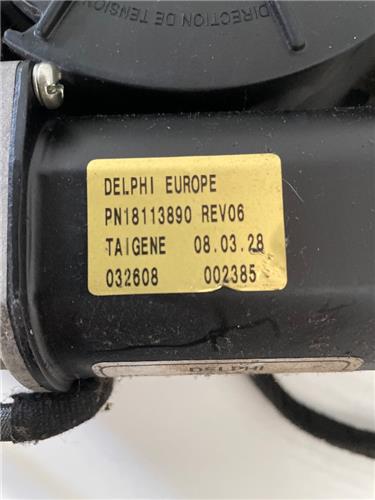 DIRECTION DE TENSION
DELPHI EUROPE
PN18113890 REV06
TAIGENE 08.03.28
032608 002385
DELPHI